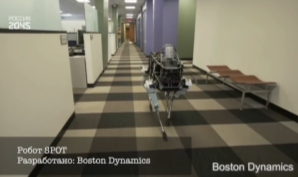 РОССИЯ
2045
Робот SPOT
Разработано: Boston Dynamics
Boston Dynamics